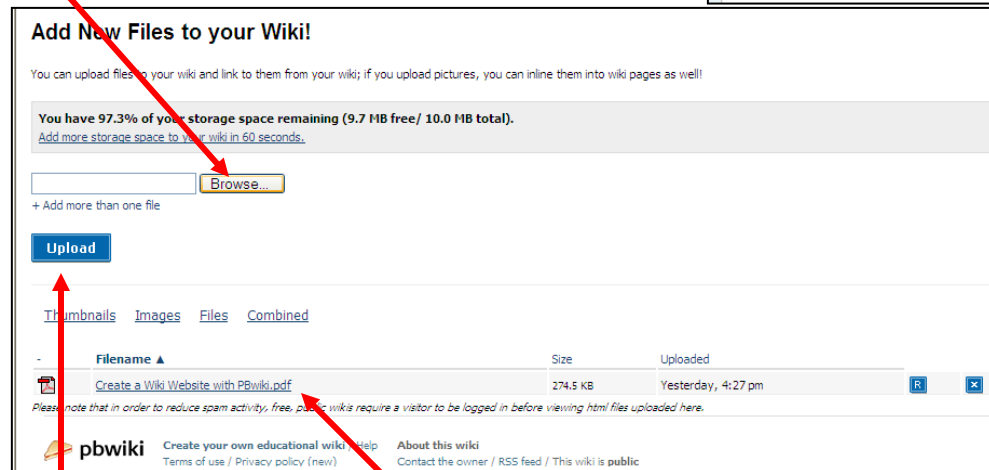 Add New Files to your Wiki!
You can upload files to your wiki and link to them from your wiki; if you upload pictures, you can inline them into wiki pages as well!
You have 97.3% of your storage space remaining (9.7 MB free/ 10.0 MB total).
Add more storage space to your wiki in 60 seconds.
Browse...
+ Add more than one file
Upload
Thumbnails Images Files Combined
- Filename ▲ Size Uploaded
Create a Wiki Website with PBwiki.pdf 274.5 KB Yesterday, 4:27 pm R x
Please note that in order to reduce spam activity, free, public wikis require a visitor to be logged in before viewing html files uploaded here.
pbwiki Create your own educational wiki / Help About this wiki
Terms of use / Privacy policy (new) Contact the owner / RSS feed / This wiki is public